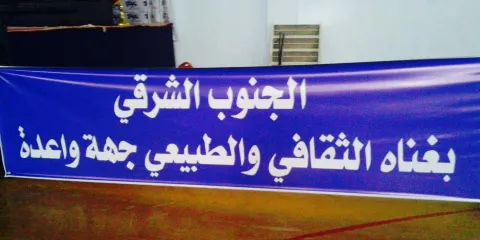 الجنوب الشرقي
بغناه الثقافي والطبيعي جهة واعدة